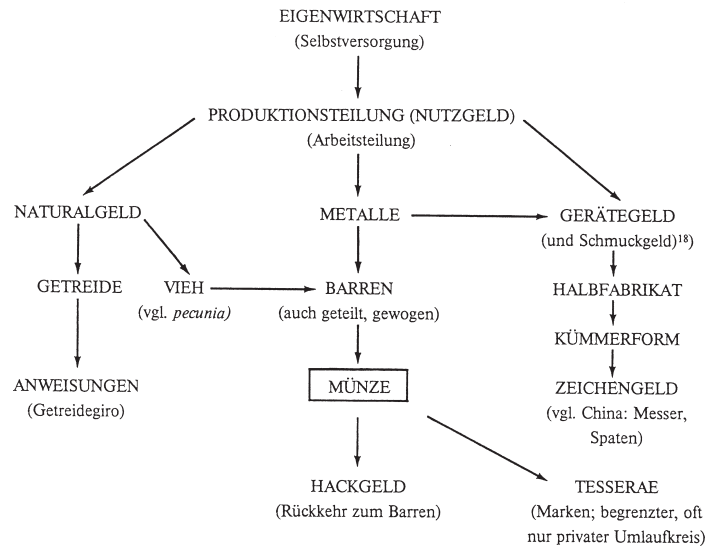 EIGENWIRTSCHAFT
(Selbstversorgung)
PRODUKTIONSTEILUNG (NUTZGELD)
(Arbeitsteilung)
NATURALGELD
METALLE
GERÄTEGELD
(und Schmuckgeld)¹⁸)
GETREIDE
VIEH
(vgl. pecunia)
BARREN
(auch geteilt, gewogen)
HALBFABRIKAT
KÜMMERFORM
ANWEISUNGEN
(Getreidegiro)
MÜNZE
ZEICHENGELD
(vgl. China: Messer,
Spaten)
HACKGELD
(Rückkehr zum Barren)
TESSERAE
(Marken; begrenzter, oft
nur privater Umlaufkreis)